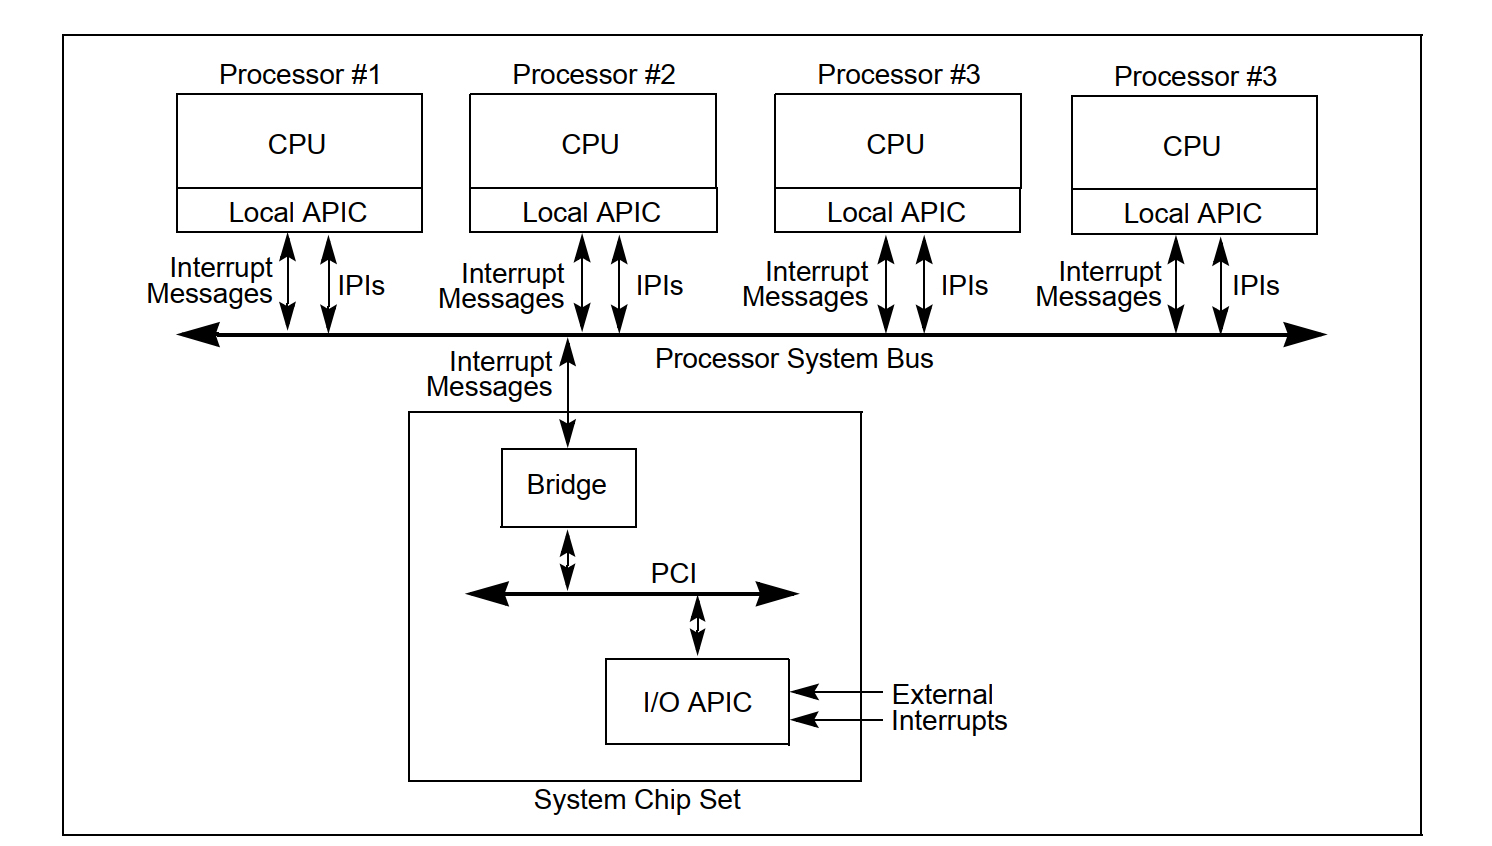 Processor #1
Processor #2
Processor #3
Processor #3
CPU
CPU
CPU
CPU
Local APIC
Local APIC
Local APIC
Local APIC
Interrupt
Messages
IPIs
Interrupt
Messages
IPIs
Interrupt
Messages
IPIs
Interrupt
Messages
IPIs
Interrupt
Messages
Processor System Bus
Bridge
PCI
I/O APIC
External
Interrupts
System Chip Set